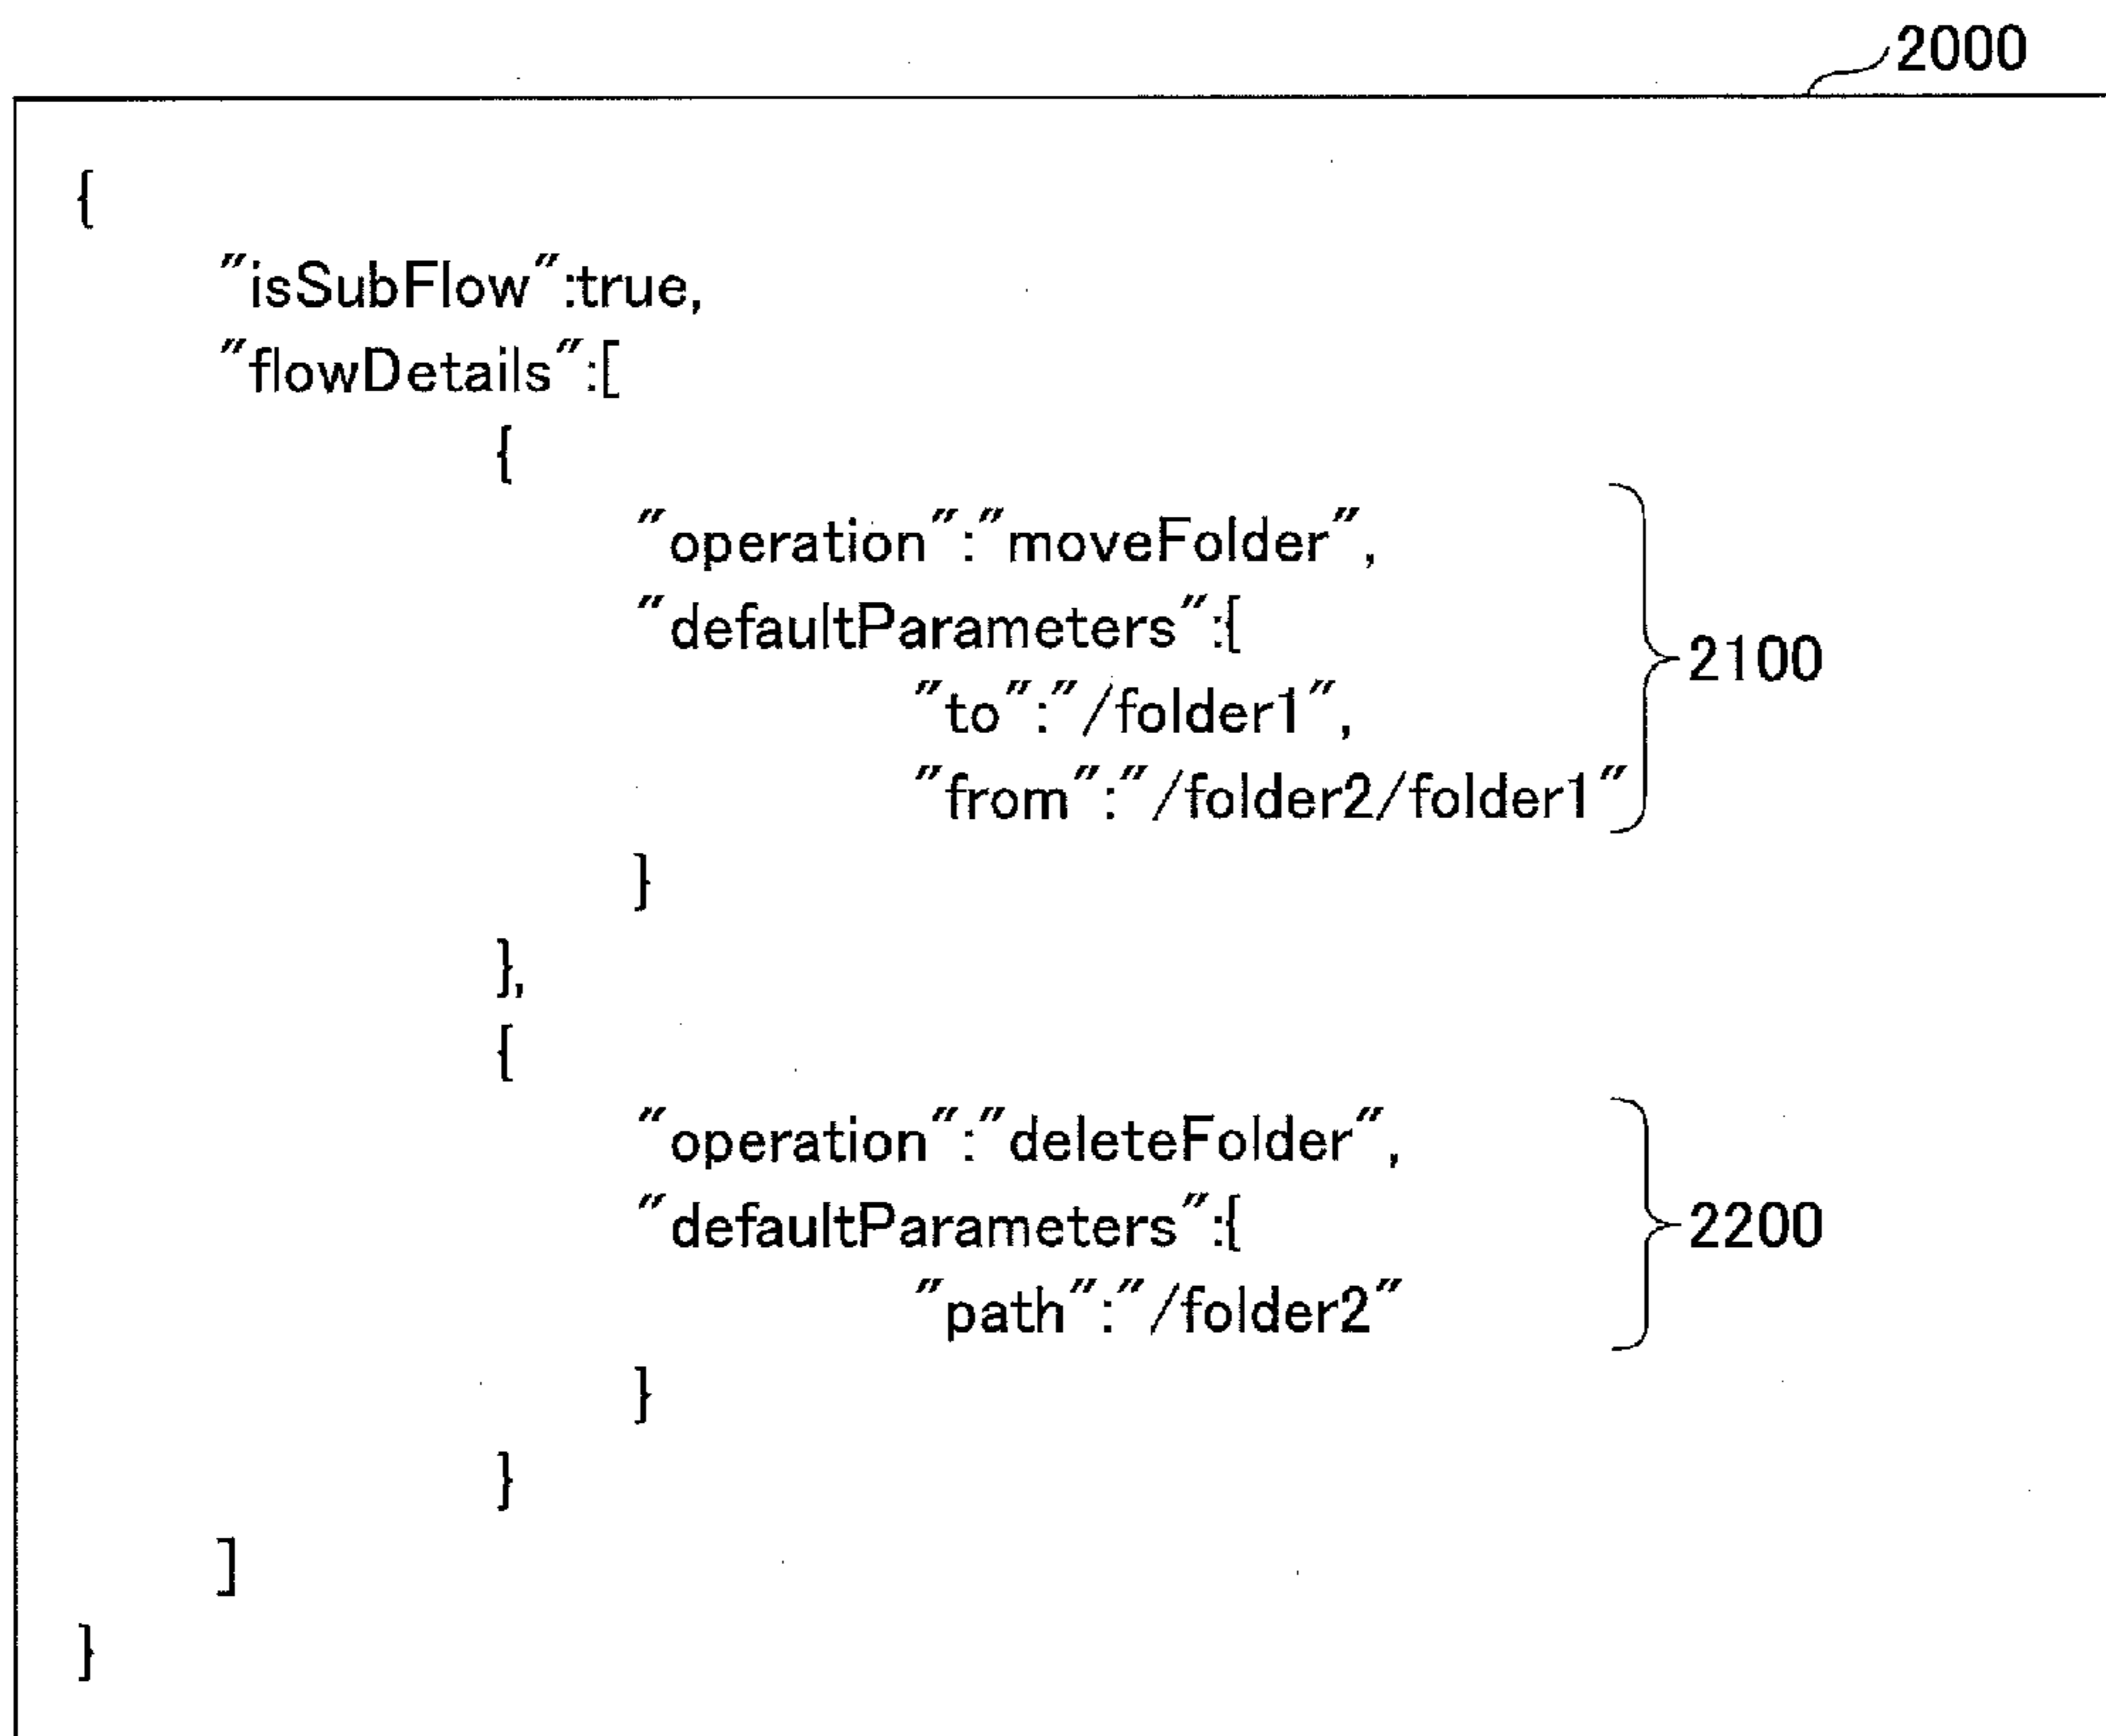 2000
{
"isSubFlow":true,
"flowDetails":[
{
"operation":"moveFolder",
"defaultParameters":{
"to":"/folder1",
2100
"from":"/folder2/folder1"
}
},
{
"operation":"deleteFolder",
"defaultParameters":{
2200
"path":"/folder2"
}
}
]
}